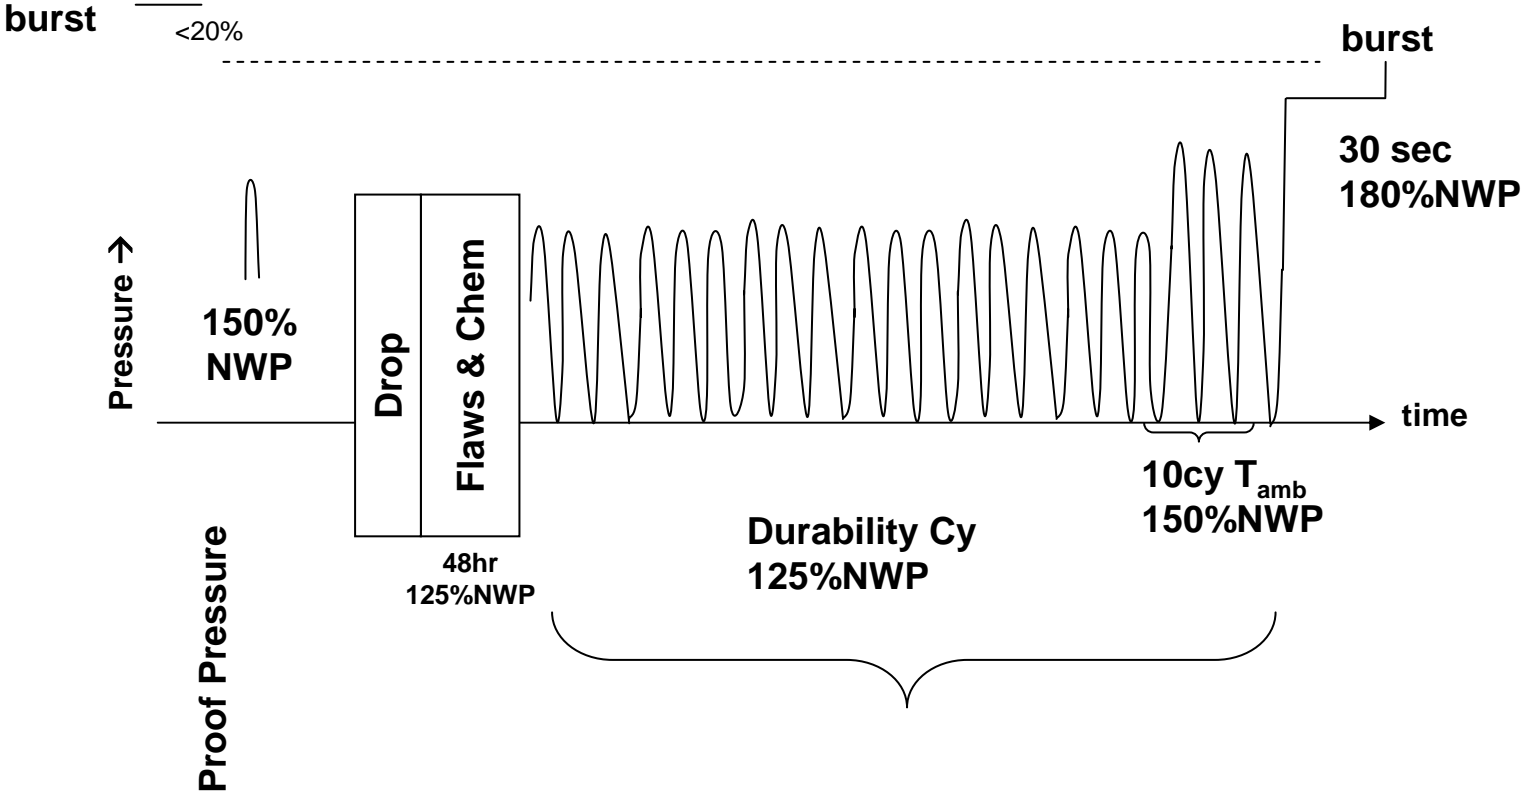 burst
<20%
burst
30 sec
180%NWP
Pressure →
150%
NWP
Drop
Flaws & Chem
time
10cy Tamb
150%NWP
Durability Cy
125%NWP
48hr
125%NWP
Proof Pressure